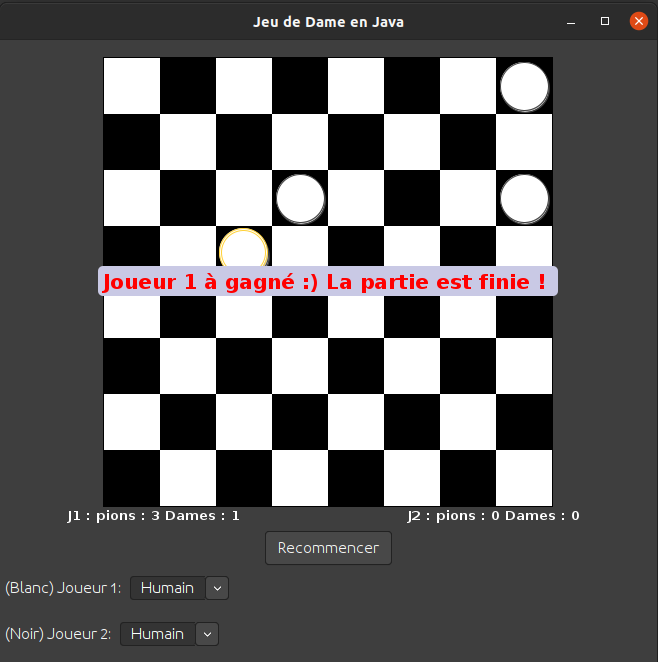 Jeu de Dame en Java
Joueur 1 à gagné :) La partie est finie !
J1 : pions : 3 Dames : 1
J2 : pions : 0 Dames : 0
Recommencer
(Blanc) Joueur 1: Humain
(Noir) Joueur 2: Humain